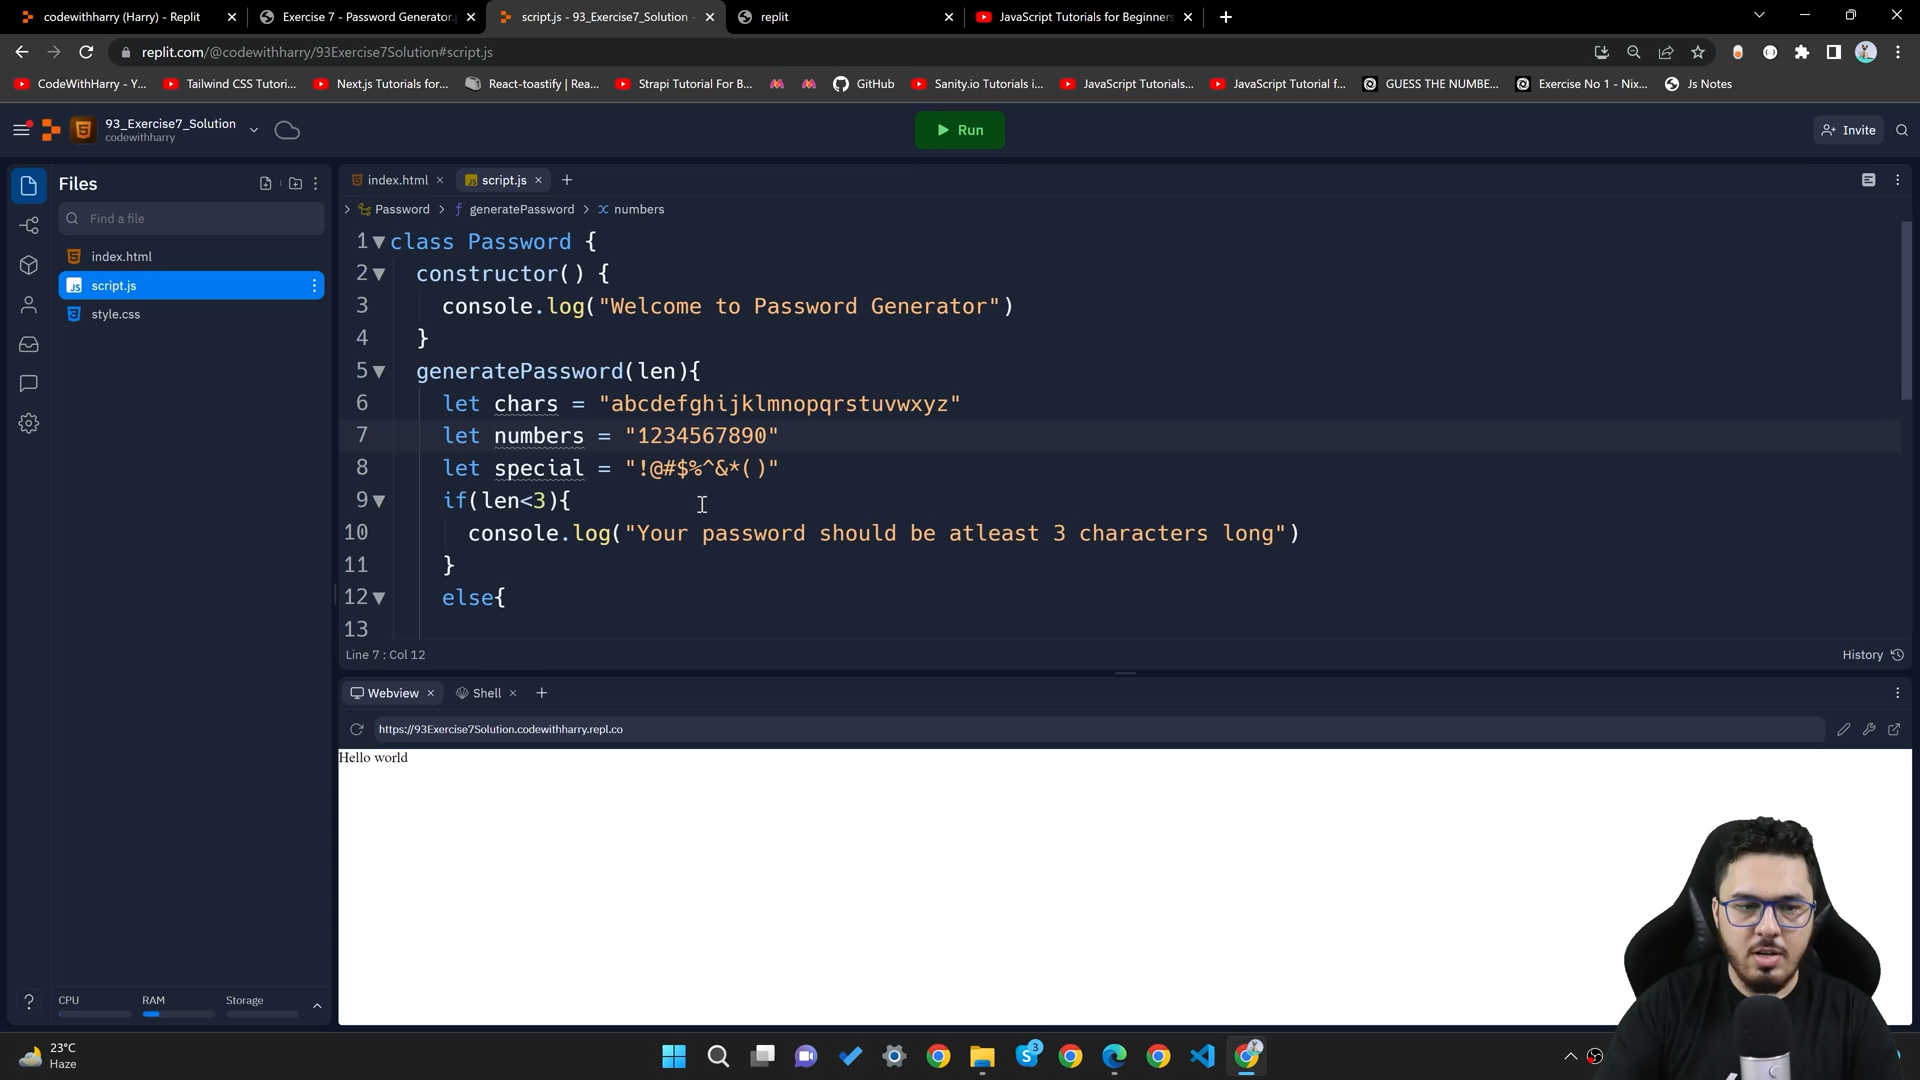 codewithharry (Harry) - Replit
Exercise 7 - Password Generator.p
script.js - 93_Exercise7_Solution -
replit
JavaScript Tutorials for Beginners
replit.com/@codewithharry/93Exercise7Solution#script.js
CodeWithHarry - Y...
Tailwind CSS Tutori...
Next.js Tutorials for...
React-toastify | Rea...
Strapi Tutorial For B...
GitHub
Sanity.io Tutorials i...
JavaScript Tutorials...
JavaScript Tutorial f...
GUESS THE NUMBE...
Exercise No 1 - Nix...
Js Notes
93_Exercise7_Solution
codewithharry
Run
Invite
Files
Find a file
index.html
script.js
style.css
index.html
script.js
Password > generatePassword > numbers
1 class Password {
2 constructor() {
3 console.log("Welcome to Password Generator")
4 }
5 generatePassword(len){
6 let chars = "abcdefghijklmnopqrstuvwxyz"
7 let numbers = "1234567890"
8 let special = "!@#$%^&*()"
9 if(len<3){
10 console.log("Your password should be atleast 3 characters long")
11 }
12 else{
13
Line 7 : Col 12
History
Webview
Shell
https://93Exercise7Solution.codewithharry.repl.co
Hello world
CPU
RAM
Storage
23°C
Haze
3